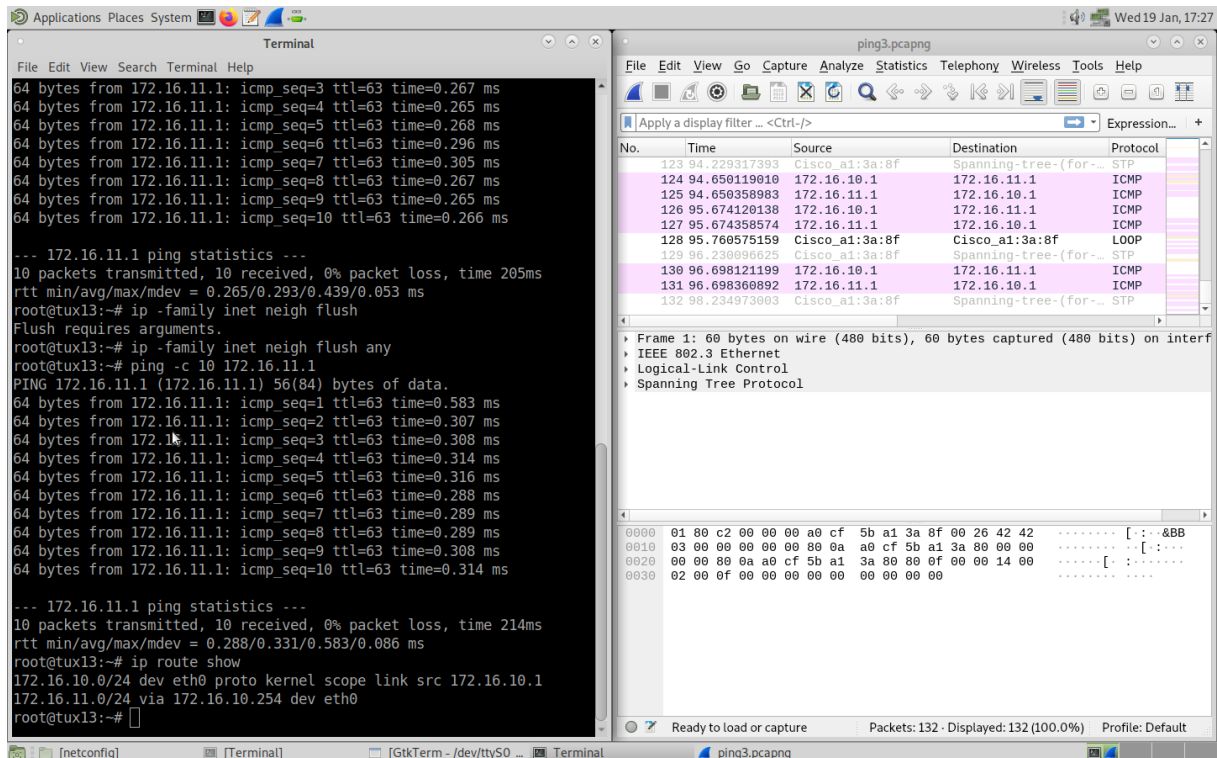 Applications Places System
Wed 19 Jan, 17:27
Terminal
File Edit View Search Terminal Help
64 bytes from 172.16.11.1: icmp_seq=3 ttl=63 time=0.267 ms
64 bytes from 172.16.11.1: icmp_seq=4 ttl=63 time=0.265 ms
64 bytes from 172.16.11.1: icmp_seq=5 ttl=63 time=0.268 ms
64 bytes from 172.16.11.1: icmp_seq=6 ttl=63 time=0.296 ms
64 bytes from 172.16.11.1: icmp_seq=7 ttl=63 time=0.305 ms
64 bytes from 172.16.11.1: icmp_seq=8 ttl=63 time=0.267 ms
64 bytes from 172.16.11.1: icmp_seq=9 ttl=63 time=0.265 ms
64 bytes from 172.16.11.1: icmp_seq=10 ttl=63 time=0.266 ms
--- 172.16.11.1 ping statistics ---
10 packets transmitted, 10 received, 0% packet loss, time 205ms
rtt min/avg/max/mdev = 0.265/0.293/0.439/0.053 ms
root@tux13:~# ip -family inet neigh flush
Flush requires arguments.
root@tux13:~# ip -family inet neigh flush any
root@tux13:~# ping -c 10 172.16.11.1
PING 172.16.11.1 (172.16.11.1) 56(84) bytes of data.
64 bytes from 172.16.11.1: icmp_seq=1 ttl=63 time=0.583 ms
64 bytes from 172.16.11.1: icmp_seq=2 ttl=63 time=0.307 ms
64 bytes from 172.16.11.1: icmp_seq=3 ttl=63 time=0.308 ms
64 bytes from 172.16.11.1: icmp_seq=4 ttl=63 time=0.314 ms
64 bytes from 172.16.11.1: icmp_seq=5 ttl=63 time=0.316 ms
64 bytes from 172.16.11.1: icmp_seq=6 ttl=63 time=0.288 ms
64 bytes from 172.16.11.1: icmp_seq=7 ttl=63 time=0.289 ms
64 bytes from 172.16.11.1: icmp_seq=8 ttl=63 time=0.289 ms
64 bytes from 172.16.11.1: icmp_seq=9 ttl=63 time=0.308 ms
64 bytes from 172.16.11.1: icmp_seq=10 ttl=63 time=0.314 ms
--- 172.16.11.1 ping statistics ---
10 packets transmitted, 10 received, 0% packet loss, time 214ms
rtt min/avg/max/mdev = 0.288/0.331/0.583/0.086 ms
root@tux13:~# ip route show
172.16.10.0/24 dev eth0 proto kernel scope link src 172.16.10.1
172.16.11.0/24 via 172.16.10.254 dev eth0
root@tux13:~#
ping3.pcapng
File Edit View Go Capture Analyze Statistics Telephony Wireless Tools Help
Apply a display filter ... <Ctrl-/> Expression... +
No. Time Source Destination Protocol
123 94.229317393 Cisco_a1:3a:8f Spanning-tree-(for-… STP
124 94.650119010 172.16.10.1 172.16.11.1 ICMP
125 94.650358983 172.16.11.1 172.16.10.1 ICMP
126 95.674120138 172.16.10.1 172.16.11.1 ICMP
127 95.674358574 172.16.11.1 172.16.10.1 ICMP
128 95.760575159 Cisco_a1:3a:8f Cisco_a1:3a:8f LOOP
129 96.230096625 Cisco_a1:3a:8f Spanning-tree-(for-… STP
130 96.698121199 172.16.10.1 172.16.11.1 ICMP
131 96.698360892 172.16.11.1 172.16.10.1 ICMP
132 98.234973003 Cisco_a1:3a:8f Spanning-tree-(for-… STP
Frame 1: 60 bytes on wire (480 bits), 60 bytes captured (480 bits) on interf
IEEE 802.3 Ethernet
Logical-Link Control
Spanning Tree Protocol
0000 01 80 c2 00 00 00 a0 cf 5b a1 3a 8f 00 26 42 42 ········ [·:··&BB
0010 03 00 00 00 00 00 80 0a a0 cf 5b a1 3a 80 00 00 ········ ··[·:···
0020 00 00 80 0a a0 cf 5b a1 3a 80 80 0f 00 00 14 00 ······[· :·······
0030 02 00 0f 00 00 00 00 00 00 00 00 00 ········ ····
Ready to load or capture Packets: 132 · Displayed: 132 (100.0%) Profile: Default
[netconfig] [Terminal] [GtkTerm - /dev/ttyS0 ... Terminal ping3.pcapng